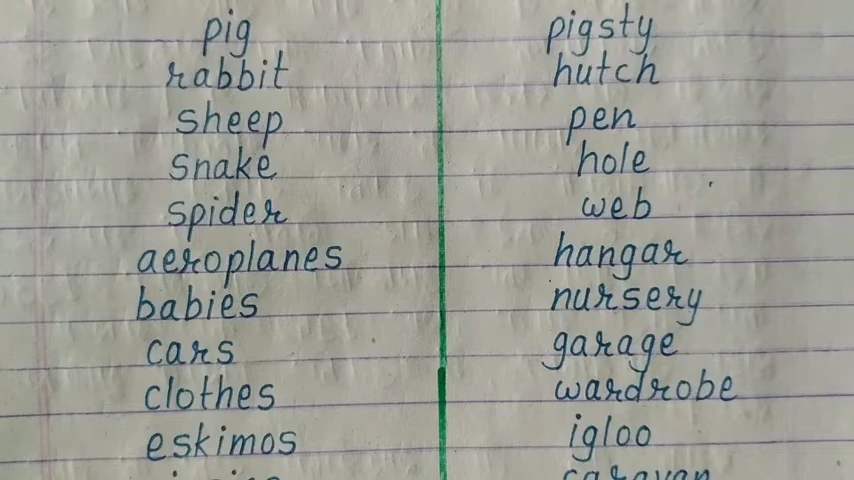 pig pigsty
rabbit hutch
sheep pen
snake hole
spider web
aeroplanes hangar
babies nursery
cars garage
clothes wardrobe
eskimos igloo
caravan